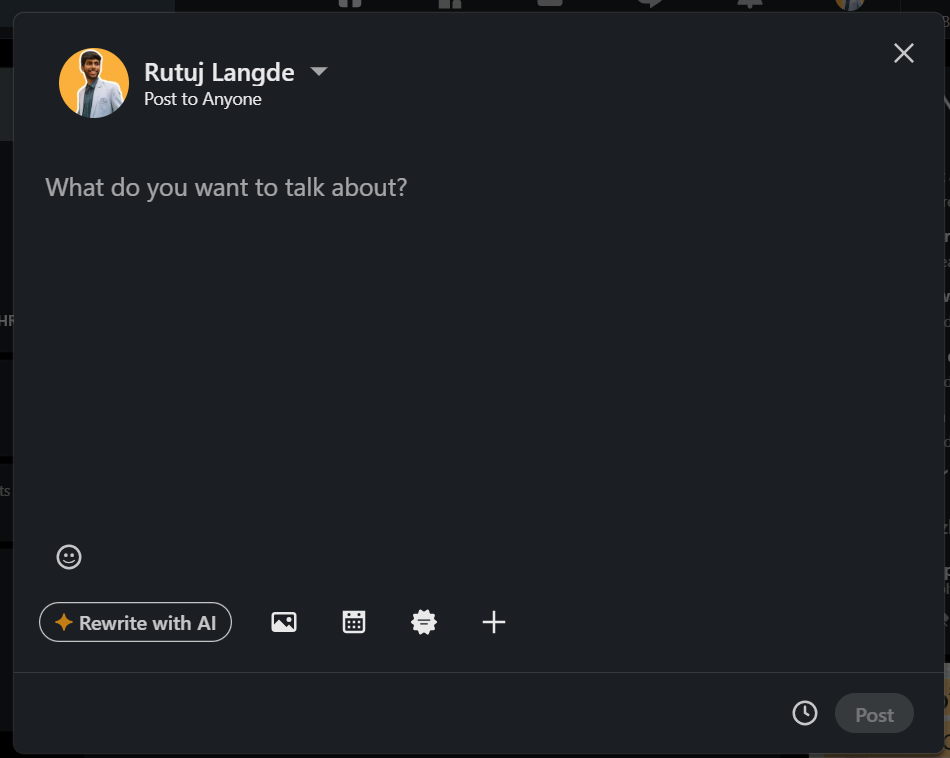 Rutuj Langde
Post to Anyone
What do you want to talk about?
Rewrite with AI
Post